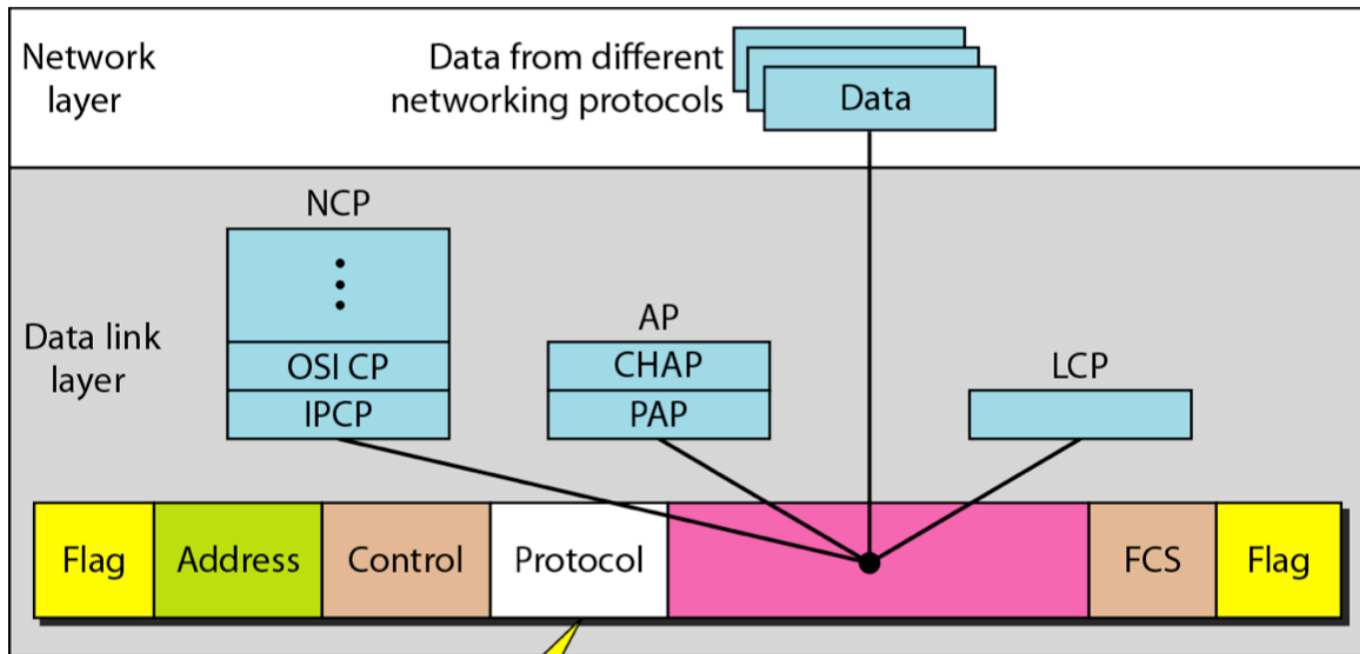 Network
layer
Data from different
networking protocols
Data
NCP
OSI CP
IPCP
Data link
layer
AP
CHAP
PAP
LCP
Flag
Address
Control
Protocol
FCS
Flag